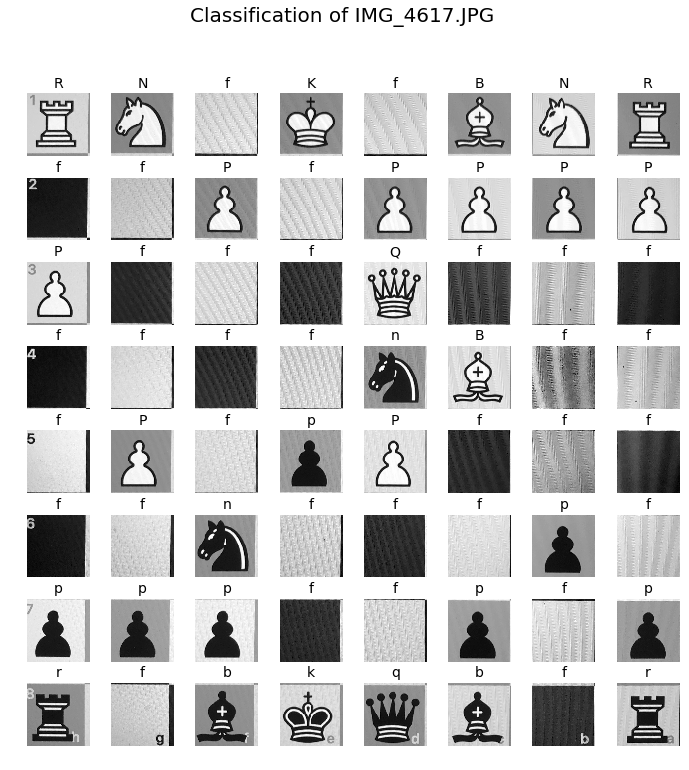 Classification of IMG_4617.JPG
R N f K f B N R
1
f f P f P P P P
2
P f f f Q f f f
3
f f f f n B f f
4
f P f p P f f f
5
f f n f f f p f
6
p p p f f p f p
7
r f b k q b f r
8
h g f e d b a